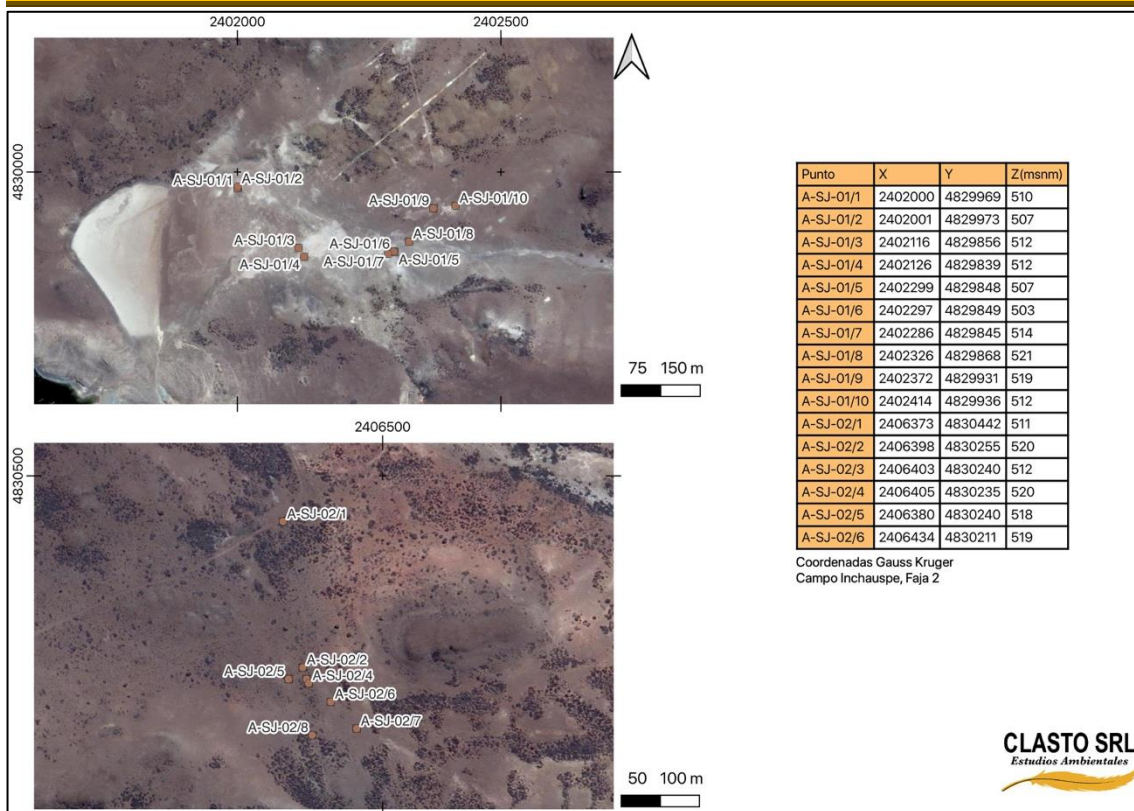 2402000 2402500
4830000
A-SJ-01/1 A-SJ-01/2
A-SJ-01/9 A-SJ-01/10
A-SJ-01/3 A-SJ-01/6 A-SJ-01/8
A-SJ-01/4 A-SJ-01/7 A-SJ-01/5
75 150 m
2406500
4830500
A-SJ-02/1
A-SJ-02/2
A-SJ-02/5 A-SJ-02/4
A-SJ-02/6
A-SJ-02/8 A-SJ-02/7
50 100 m
Punto X Y Z(msnm)
A-SJ-01/1 2402000 4829969 510
A-SJ-01/2 2402001 4829973 507
A-SJ-01/3 2402116 4829856 512
A-SJ-01/4 2402126 4829839 512
A-SJ-01/5 2402299 4829848 507
A-SJ-01/6 2402297 4829849 503
A-SJ-01/7 2402286 4829845 514
A-SJ-01/8 2402326 4829868 521
A-SJ-01/9 2402372 4829931 519
A-SJ-01/10 2402414 4829936 512
A-SJ-02/1 2406373 4830442 511
A-SJ-02/2 2406398 4830255 520
A-SJ-02/3 2406403 4830240 512
A-SJ-02/4 2406405 4830235 520
A-SJ-02/5 2406380 4830240 518
A-SJ-02/6 2406434 4830211 519
Coordenadas Gauss Kruger
Campo Inchauspe, Faja 2
CLASTO SRL
Estudios Ambientales